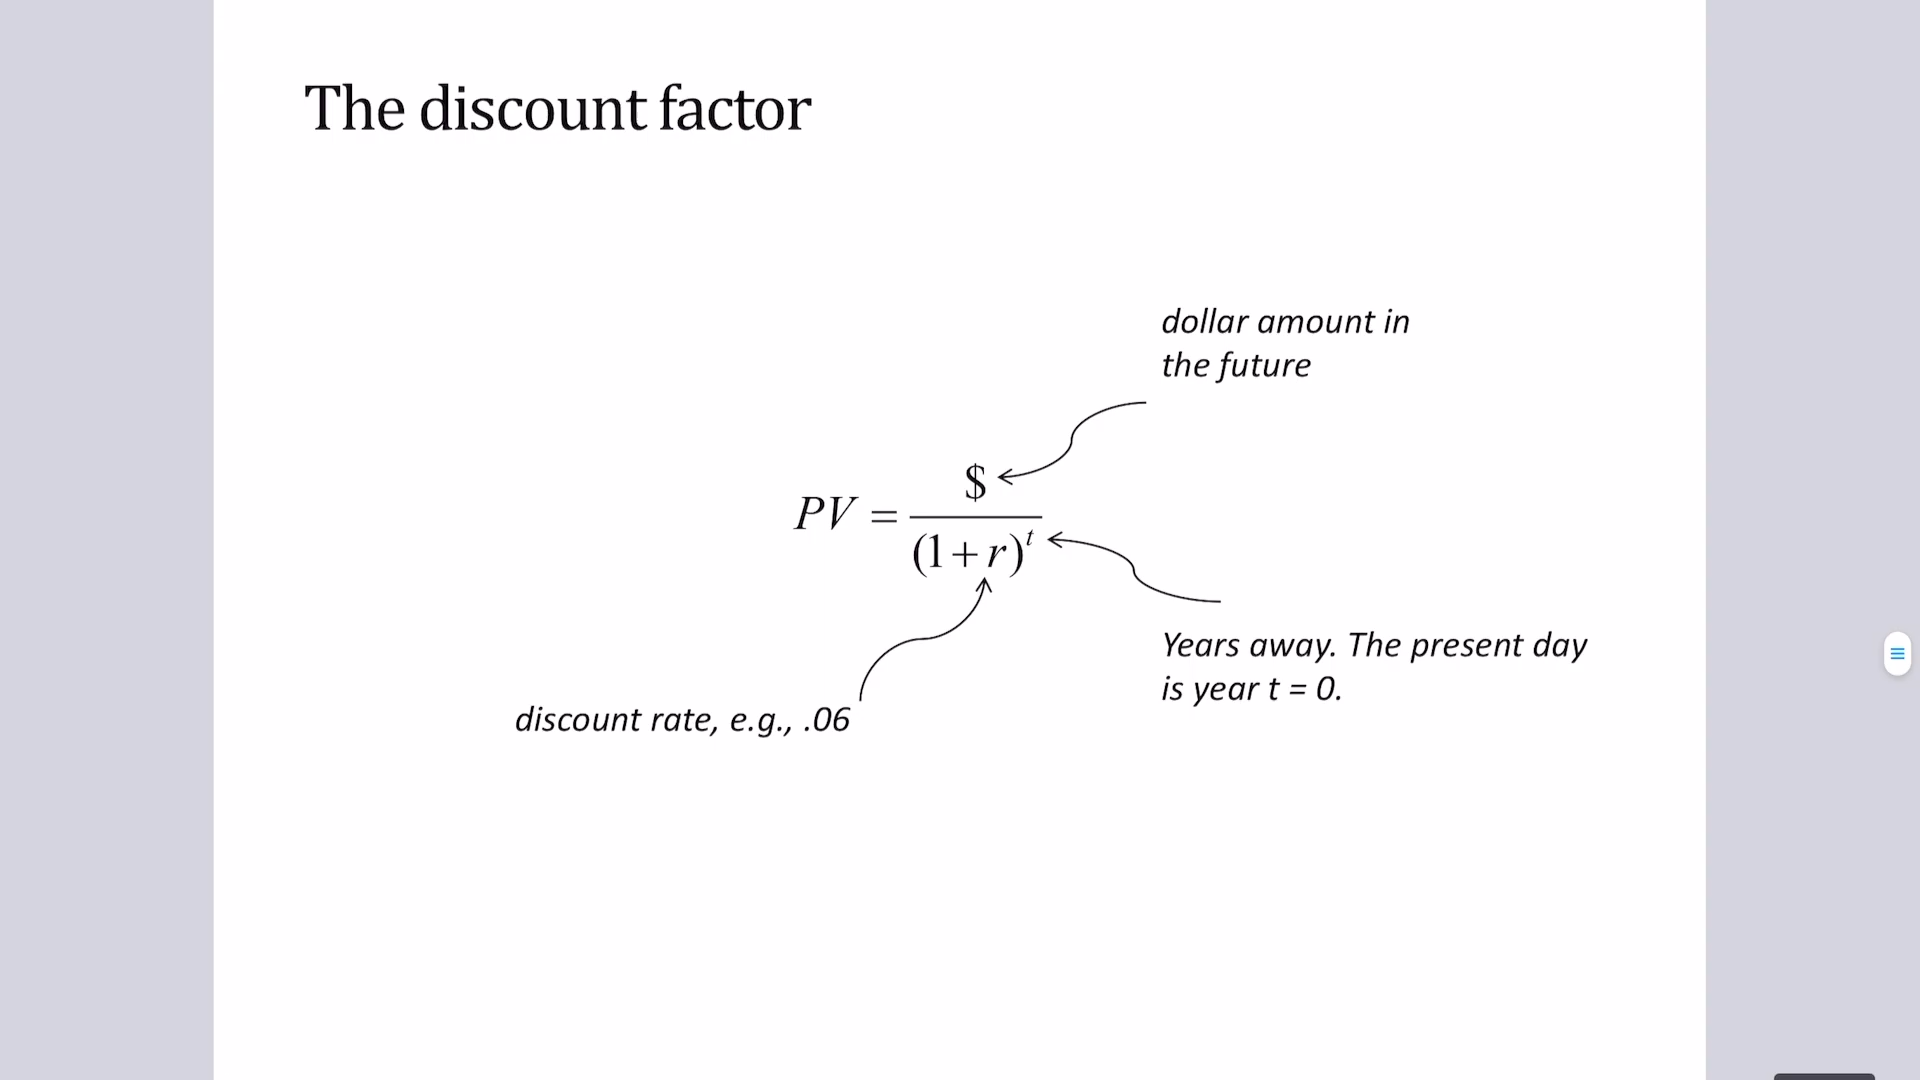 The discount factor
dollar amount in
the future
PV = $ / (1+r)^t
Years away. The present day
is year t = 0.
discount rate, e.g., .06